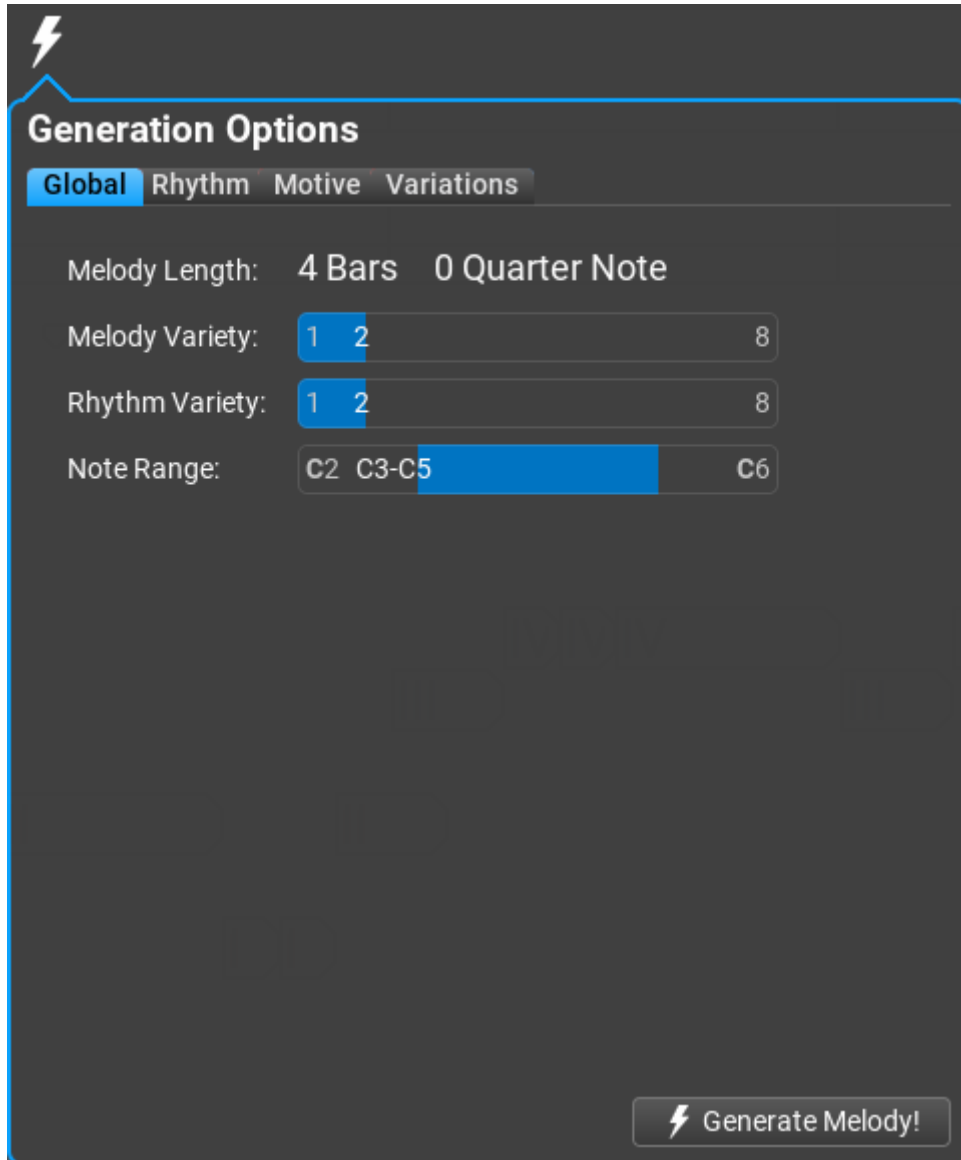 Generation Options
Global Rhythm Motive Variations
Melody Length: 4 Bars 0 Quarter Note
Melody Variety: 1 2 8
Rhythm Variety: 1 2 8
Note Range: C2 C3-C5 C6
Generate Melody!